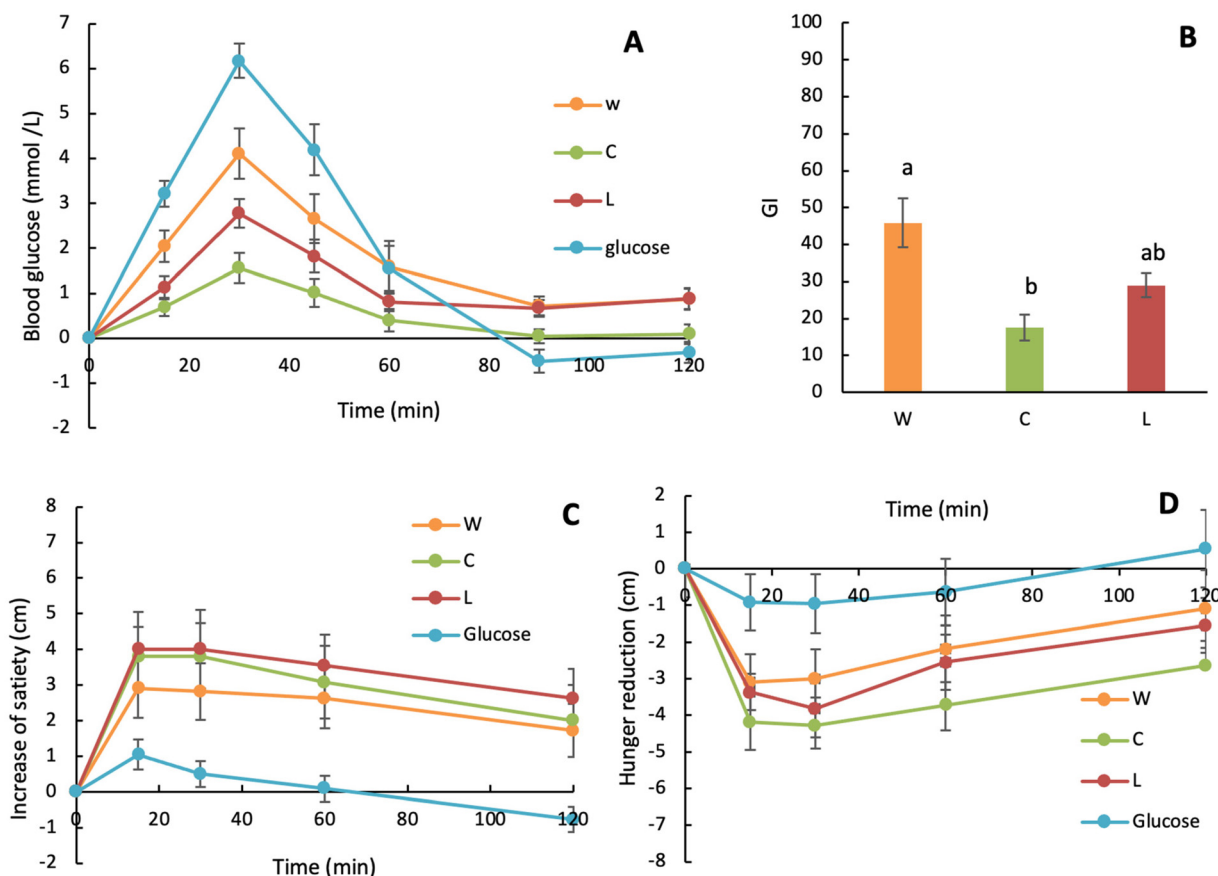 A
7
6
5
4
3
2
1
0
-1
-2
Blood glucose (mmol /L)
0
20
40
60
80
100
120
Time (min)
w
C
L
glucose
B
100
90
80
70
60
50
40
30
20
10
0
GI
a
b
ab
W
C
L
C
8
7
6
5
4
3
2
1
0
-1
-2
Increase of satiety (cm)
0
20
40
60
80
100
120
Time (min)
W
C
L
Glucose
D
2
1
0
-1
-2
-3
-4
-5
-6
-7
-8
Hunger reduction (cm)
Time (min)
0
20
40
60
80
100
120
W
C
L
Glucose